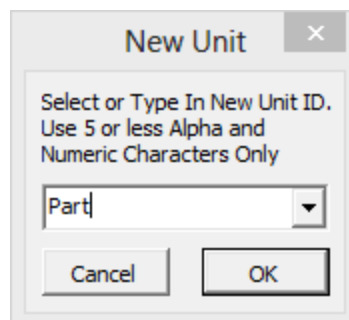 New Unit
Select or Type In New Unit ID.
Use 5 or less Alpha and
Numeric Characters Only
Part
Cancel OK